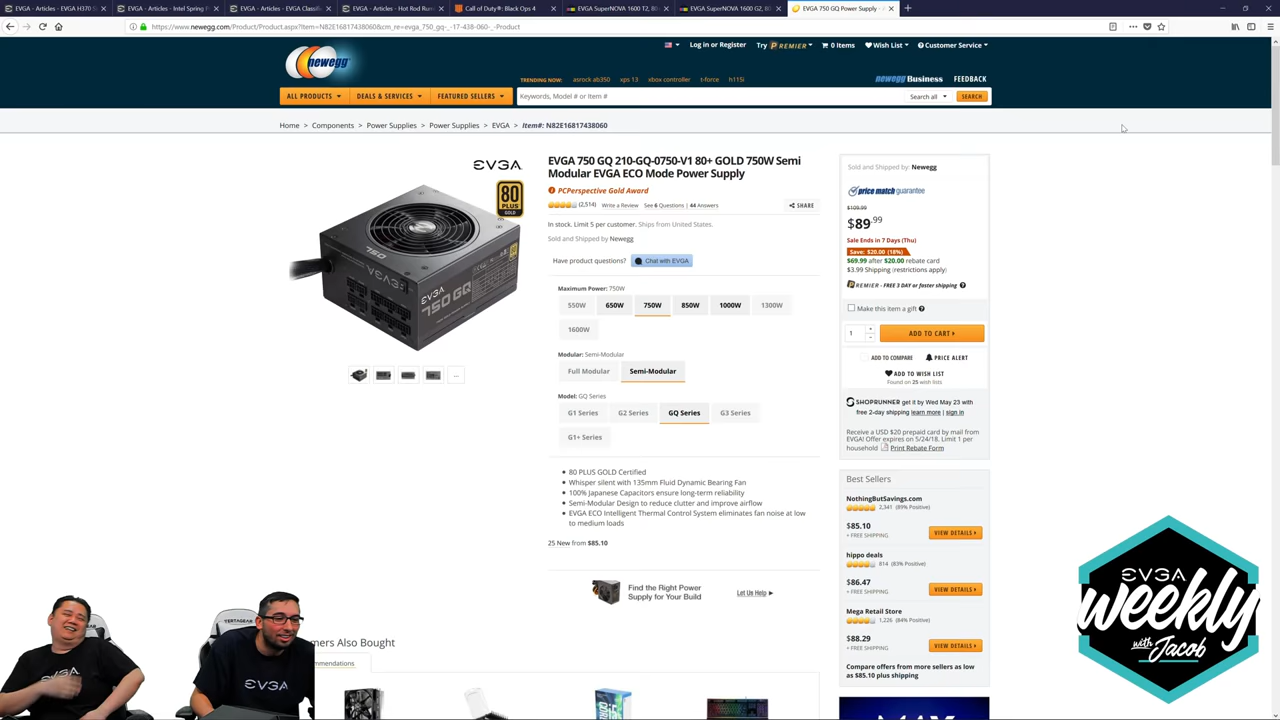 EVGA - Articles - EVGA H370 S
EVGA - Articles - Intel Spring P
EVGA - Articles - EVGA Classifie
EVGA - Articles - Hot Rod Run
Call of Duty®: Black Ops 4
EVGA SuperNOVA 1600 T2, Bl
EVGA SuperNOVA 1600 G2, Bl
EVGA 750 GQ Power Supply -
https://www.newegg.com/Product/Product.aspx?Item=N82E16817438060&cm_re=evga_750_gq-_-17-438-060-_-Product
newegg
Log in or Register
Try PREMIER
0 Items
Wish List
Customer Service
TRENDING NOW: asrock ab350 xps 13 xbox controller t-force h115i
newegg Business
FEEDBACK
ALL PRODUCTS
DEALS & SERVICES
FEATURED SELLERS
Keywords, Model # or Item #
Search all
SEARCH
Home > Components > Power Supplies > Power Supplies > EVGA > Item#: N82E16817438060
EVGA
80
PLUS
GOLD
EVGA
750 GQ
EVGA 750 GQ 210-GQ-0750-V1 80+ GOLD 750W Semi
Modular EVGA ECO Mode Power Supply
PCPerspective Gold Award
(2,514) Write a Review See 6 Questions | 44 Answers
SHARE
In stock. Limit 5 per customer. Ships from United States.
Sold and Shipped by Newegg
Have product questions? Chat with EVGA
Maximum Power: 750W
550W 650W 750W 850W 1000W 1300W
1600W
Modular: Semi-Modular
Full Modular Semi-Modular
Model: GQ Series
G1 Series G2 Series GQ Series G3 Series
G1+ Series
80 PLUS GOLD Certified
Whisper silent with 135mm Fluid Dynamic Bearing Fan
100% Japanese Capacitors ensure long-term reliability
Semi-Modular Design to reduce clutter and improve airflow
EVGA ECO Intelligent Thermal Control System eliminates fan noise at low
to medium loads
25 New from $85.10
Find the Right Power
Supply for Your Build
Let Us Help
Sold and Shipped by: Newegg
price match guarantee
$109.99
$89.99
Sale Ends in 7 Days (Thu)
Save: $20.00 (18%)
$69.99 after $20.00 rebate card
$3.99 Shipping (restrictions apply)
PREMIER - FREE 3 DAY or faster shipping
Make this item a gift
1
ADD TO CART
ADD TO COMPARE
PRICE ALERT
ADD TO WISH LIST
Found on 25 wish lists
SHOPRUNNER get it by Wed May 23 with
free 2-day shipping learn more | sign in
Receive a USD $20 prepaid card by mail from
EVGA! Offer expires on 5/24/18. Limit 1 per
household Print Rebate Form
Best Sellers
NothingButSavings.com
2,341 (89% Positive)
$85.10
+ FREE SHIPPING
VIEW DETAILS
hippo deals
814 (83% Positive)
$86.47
+ FREE SHIPPING
VIEW DETAILS
Mega Retail Store
1,226 (84% Positive)
$88.29
+ FREE SHIPPING
VIEW DETAILS
Compare offers from more sellers as low
as $85.10 plus shipping
mers Also Bought
mmendations
VERTAGEAR
EVGA
EVGA
weekly
with
Jacob